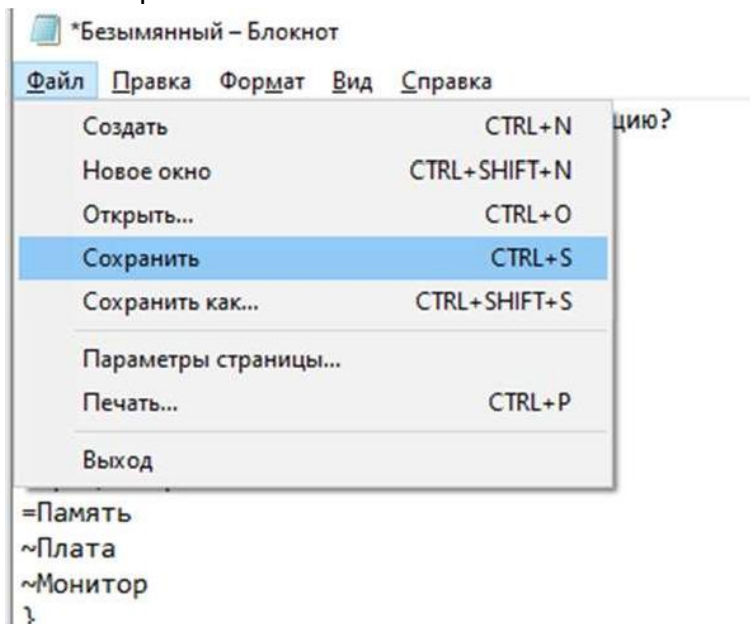 *Безымянный – Блокнот
Файл Правка Формат Вид Справка
Создать CTRL+N
Новое окно CTRL+SHIFT+N
Открыть... CTRL+O
Сохранить CTRL+S
Сохранить как... CTRL+SHIFT+S
Параметры страницы...
Печать... CTRL+P
Выход
=Память
~Плата
~Монитор
}